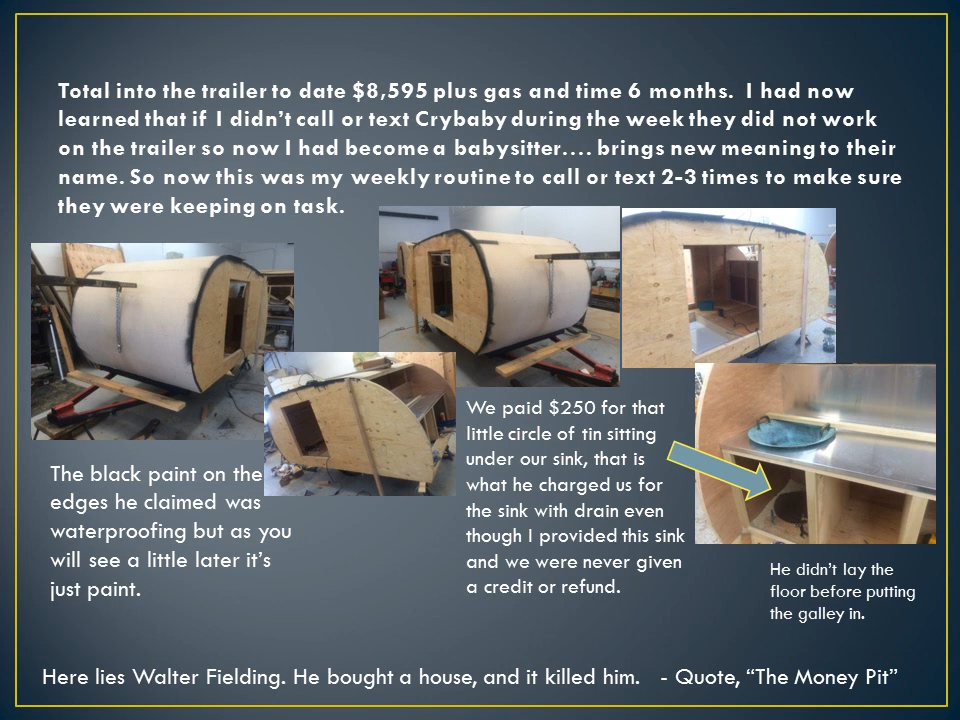 Total into the trailer to date $8,595 plus gas and time 6 months.  I had now
learned that if I didn’t call or text Crybaby during the week they did not work
on the trailer so now I had become a babysitter…. brings new meaning to their
name. So now this was my weekly routine to call or text 2-3 times to make sure
they were keeping on task.
The black paint on the
edges he claimed was
waterproofing but as you
will see a little later it’s
just paint.
We paid $250 for that
little circle of tin sitting
under our sink, that is
what he charged us for
the sink with drain even
though I provided this sink
and we were never given
a credit or refund.
He didn’t lay the
floor before putting
the galley in.
Here lies Walter Fielding. He bought a house, and it killed him.   - Quote, “The Money Pit”